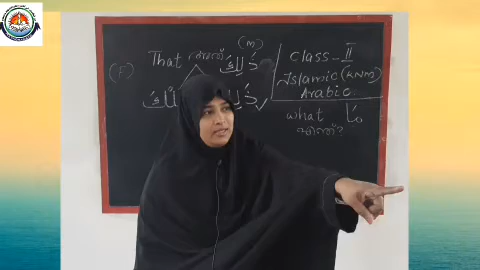 (M)
That അത് ذٰلِكَ
(F)
Class - II
Islamic (KNM)
Arabic
what مَا
എന്ത്?